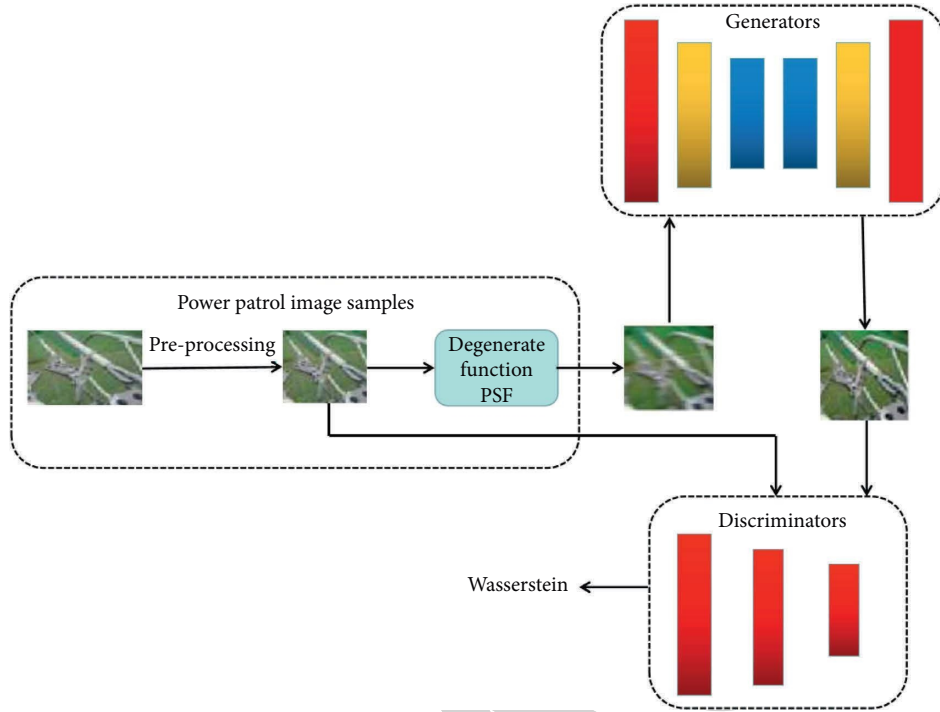 Generators
Power patrol image samples
Pre-processing
Degenerate
function
PSF
Discriminators
Wasserstein